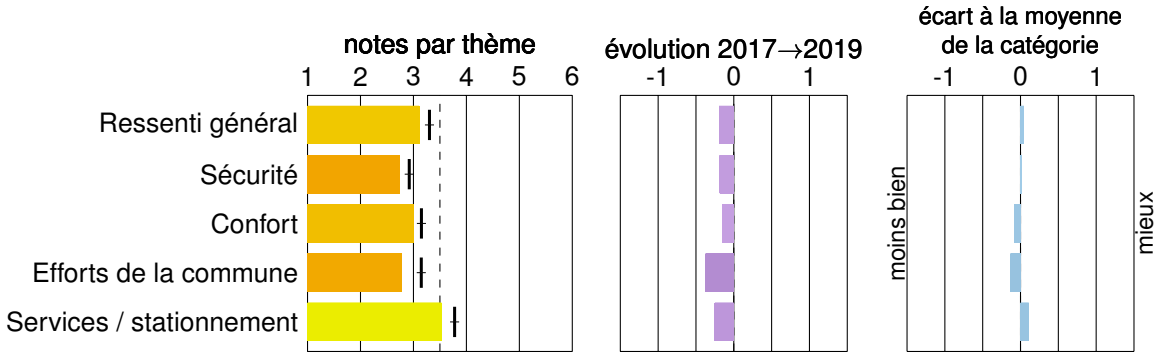 notes par thème
1 2 3 4 5 6
Ressenti général
Sécurité
Confort
Efforts de la commune
Services / stationnement
évolution 2017→2019
-1 0 1
écart à la moyenne
de la catégorie
-1 0 1
moins bien
mieux